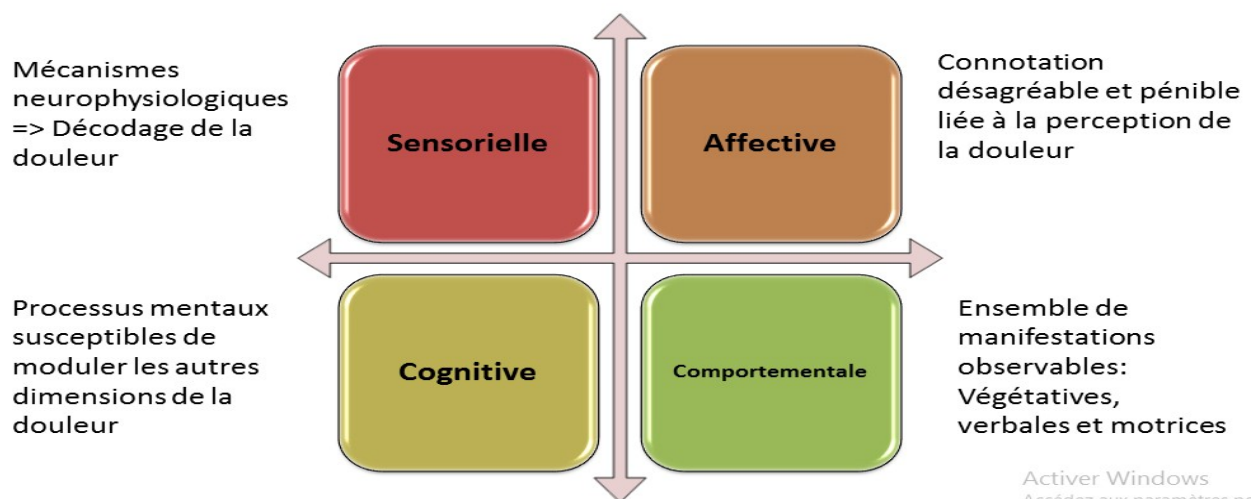 Mécanismes
neurophysiologiques
=> Décodage de la
douleur
Sensorielle
Affective
Connotation
désagréable et pénible
liée à la perception de
la douleur
Processus mentaux
susceptibles de
moduler les autres
dimensions de la
douleur
Cognitive
Comportementale
Ensemble de
manifestations
observables:
Végétatives,
verbales et motrices
Activer Windows